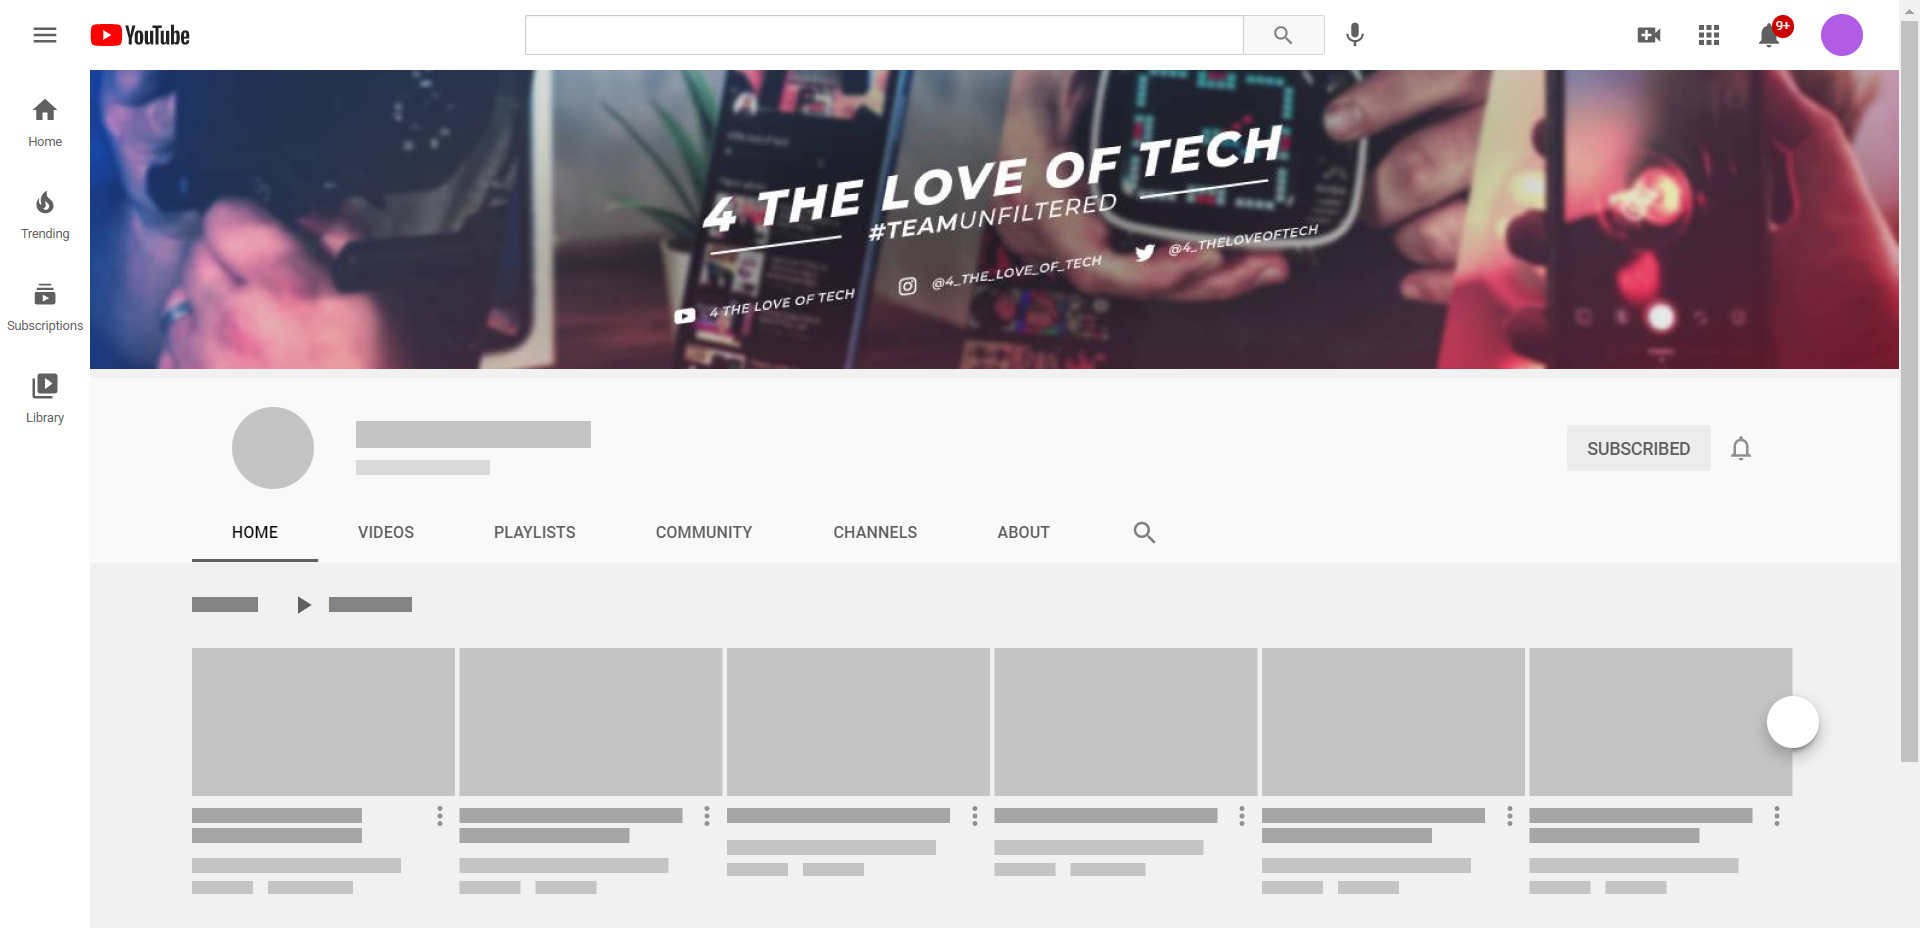 YouTube
9+
Home
Trending
Subscriptions
Library
4 THE LOVE OF TECH
#TEAMUNFILTERED
4 THE LOVE OF TECH
@4_THE_LOVE_OF_TECH
@4_THELOVEOFTECH
SUBSCRIBED
HOME
VIDEOS
PLAYLISTS
COMMUNITY
CHANNELS
ABOUT